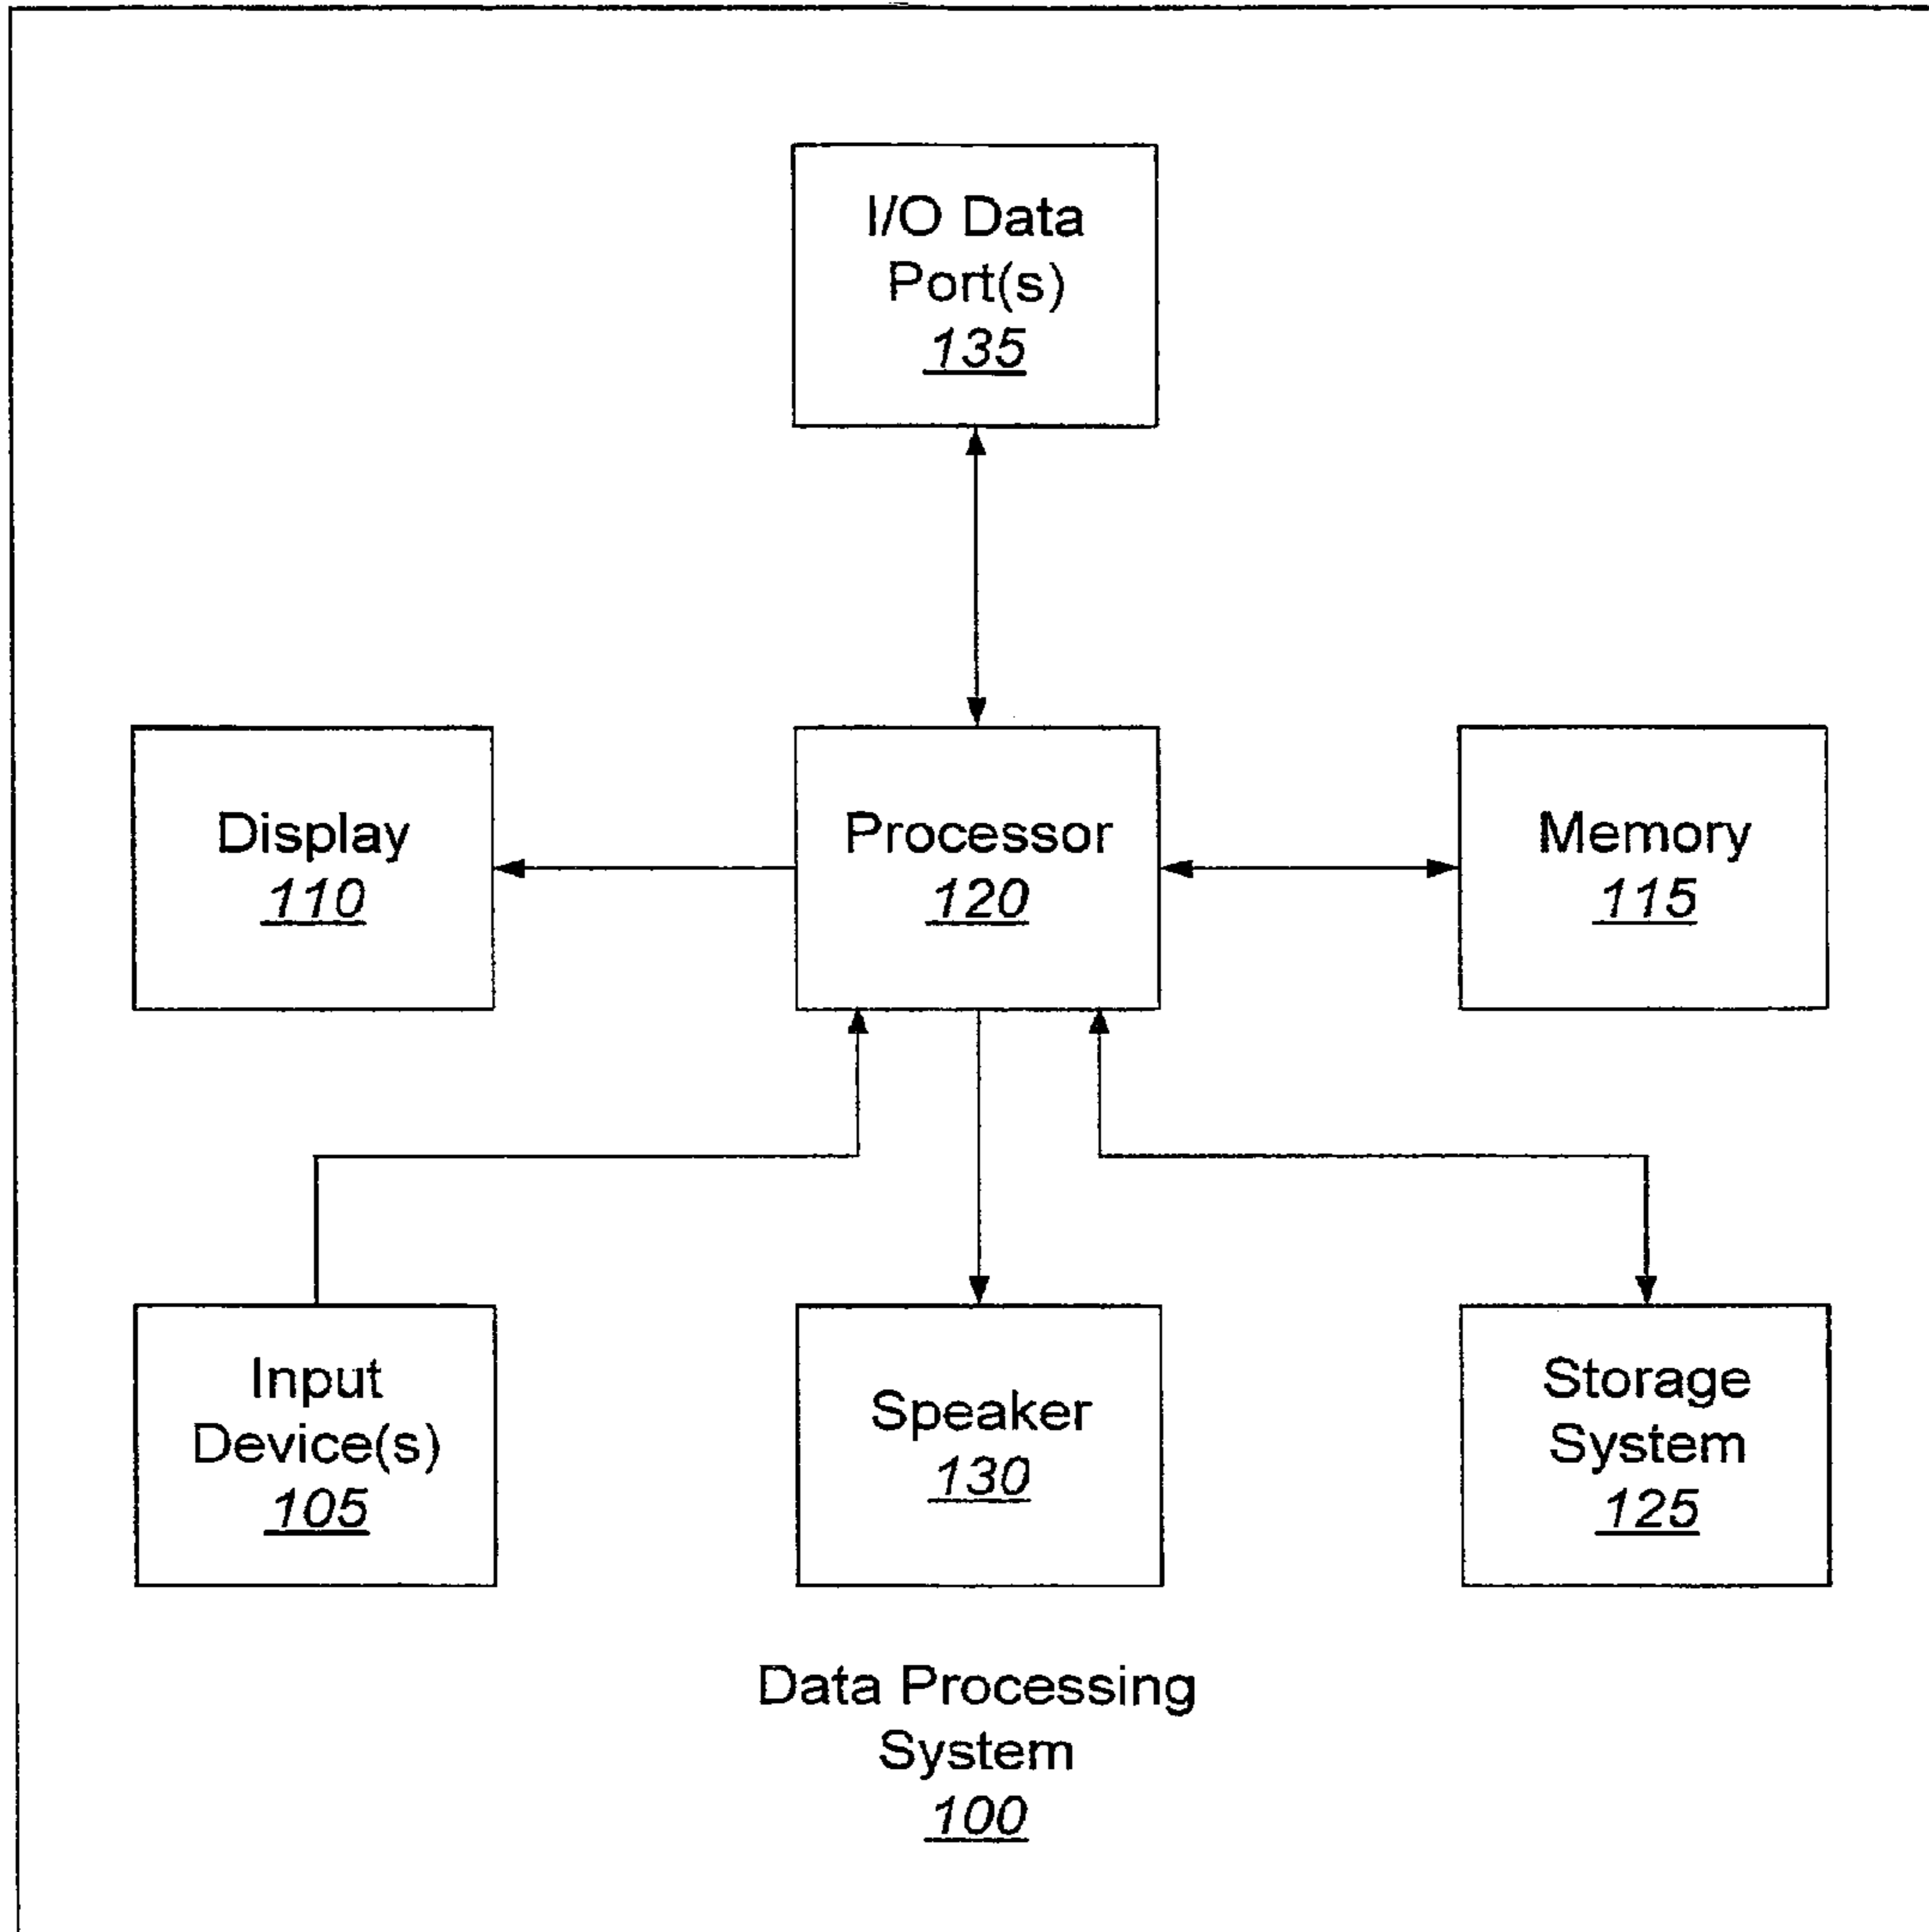 I/O Data
Port(s)
135
Display
110
Processor
120
Memory
115
Input
Device(s)
105
Speaker
130
Storage
System
125
Data Processing
System
100